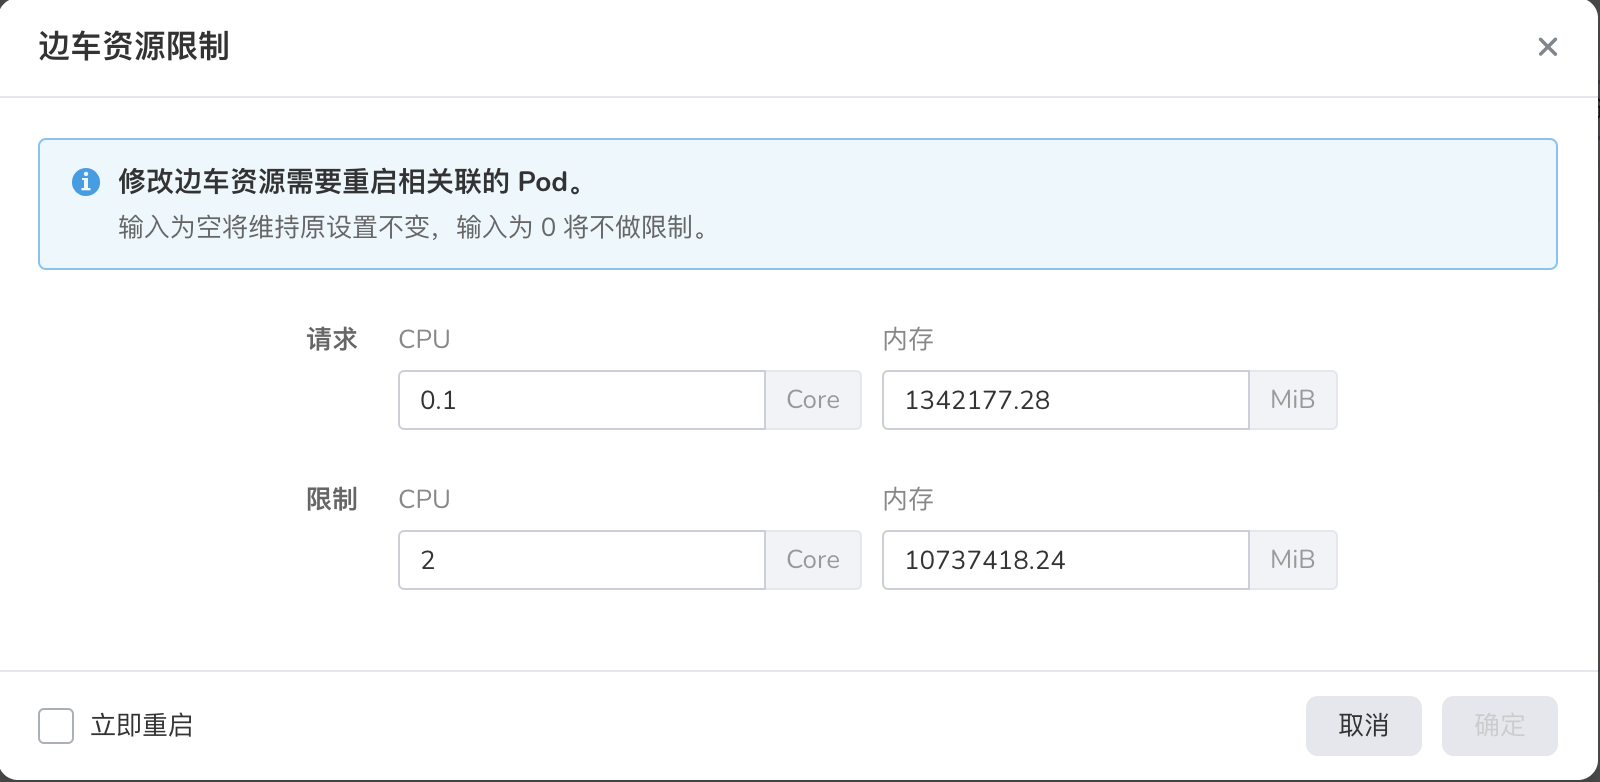 边车资源限制
修改边车资源需要重启相关联的 Pod。
输入为空将维持原设置不变，输入为 0 将不做限制。
请求 CPU 内存
0.1 Core 1342177.28 MiB
限制 CPU 内存
2 Core 10737418.24 MiB
立即重启 取消 确定